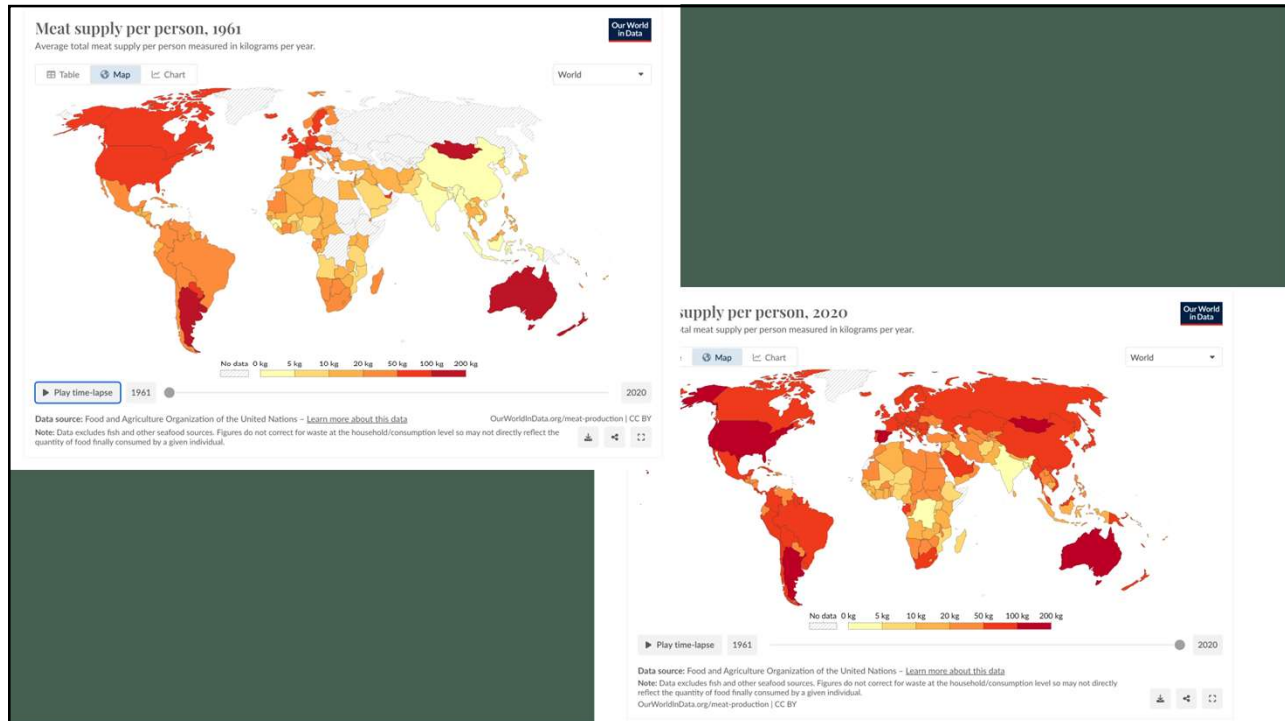 Meat supply per person, 1961
Our World
in Data
Average total meat supply per person measured in kilograms per year.
Table Map Chart
World
No data 0 kg 5 kg 10 kg 20 kg 50 kg 100 kg 200 kg
Play time-lapse 1961 2020
Data source: Food and Agriculture Organization of the United Nations – Learn more about this data
OurWorldInData.org/meat-production | CC BY
Note: Data excludes fish and other seafood sources. Figures do not correct for waste at the household/consumption level so may not directly reflect the
quantity of food finally consumed by a given individual.
supply per person, 2020
Our World
in Data
tal meat supply per person measured in kilograms per year.
Map Chart
World
No data 0 kg 5 kg 10 kg 20 kg 50 kg 100 kg 200 kg
Play time-lapse 1961 2020
Data source: Food and Agriculture Organization of the United Nations – Learn more about this data
Note: Data excludes fish and other seafood sources. Figures do not correct for waste at the household/consumption level so may not directly
reflect the quantity of food finally consumed by a given individual.
OurWorldInData.org/meat-production | CC BY